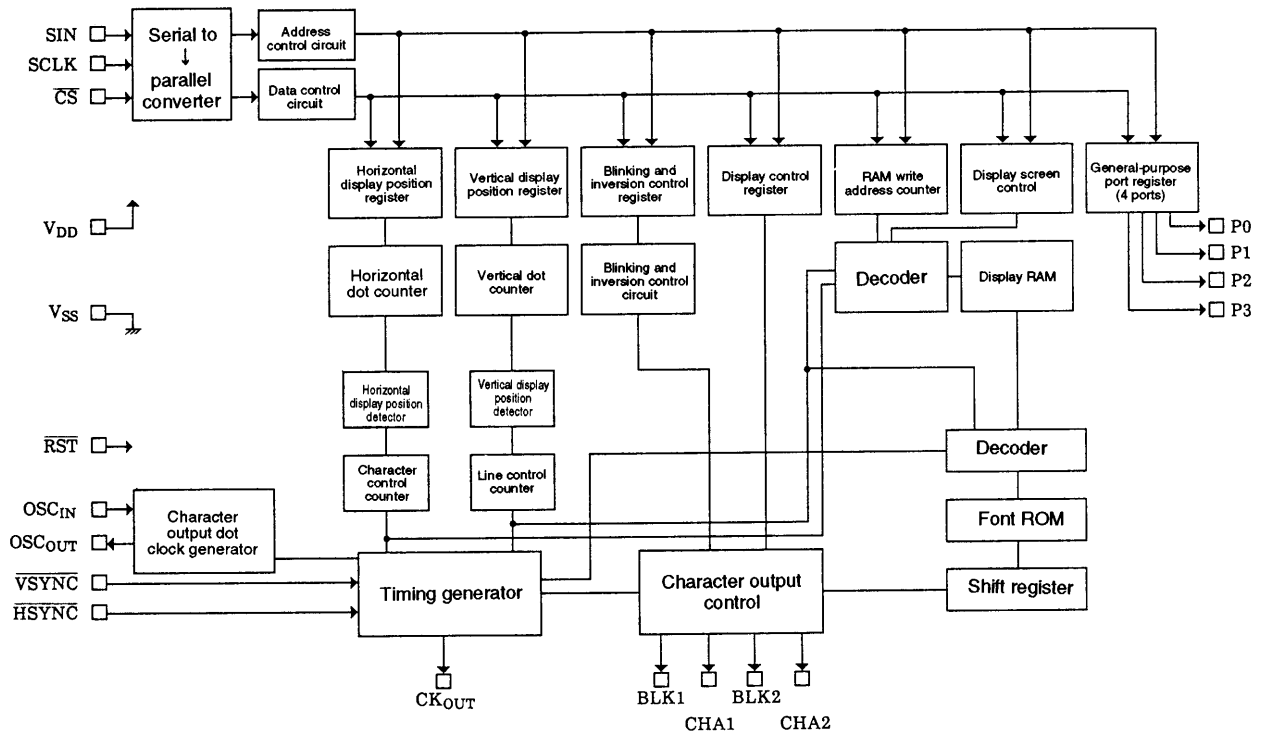 SIN
SCLK
CS
Serial to
↓
parallel
converter
Address
control circuit
Data control
circuit
Horizontal
display position
register
Vertical display
position register
Blinking and
inversion control
register
Display control
register
RAM write
address counter
Display screen
control
General-purpose
port register
(4 ports)
VDD
VSS
P0
P1
P2
P3
Horizontal
dot counter
Vertical dot
counter
Blinking and
inversion control
circuit
Decoder
Display RAM
Horizontal
display position
detector
Vertical display
position
detector
RST
Character
control
counter
Line control
counter
Decoder
Font ROM
Shift register
OSCIN
OSCOUT
Character
output dot
clock generator
VSYNC
HSYNC
Timing generator
Character output
control
CKOUT
BLK1
CHA1
BLK2
CHA2